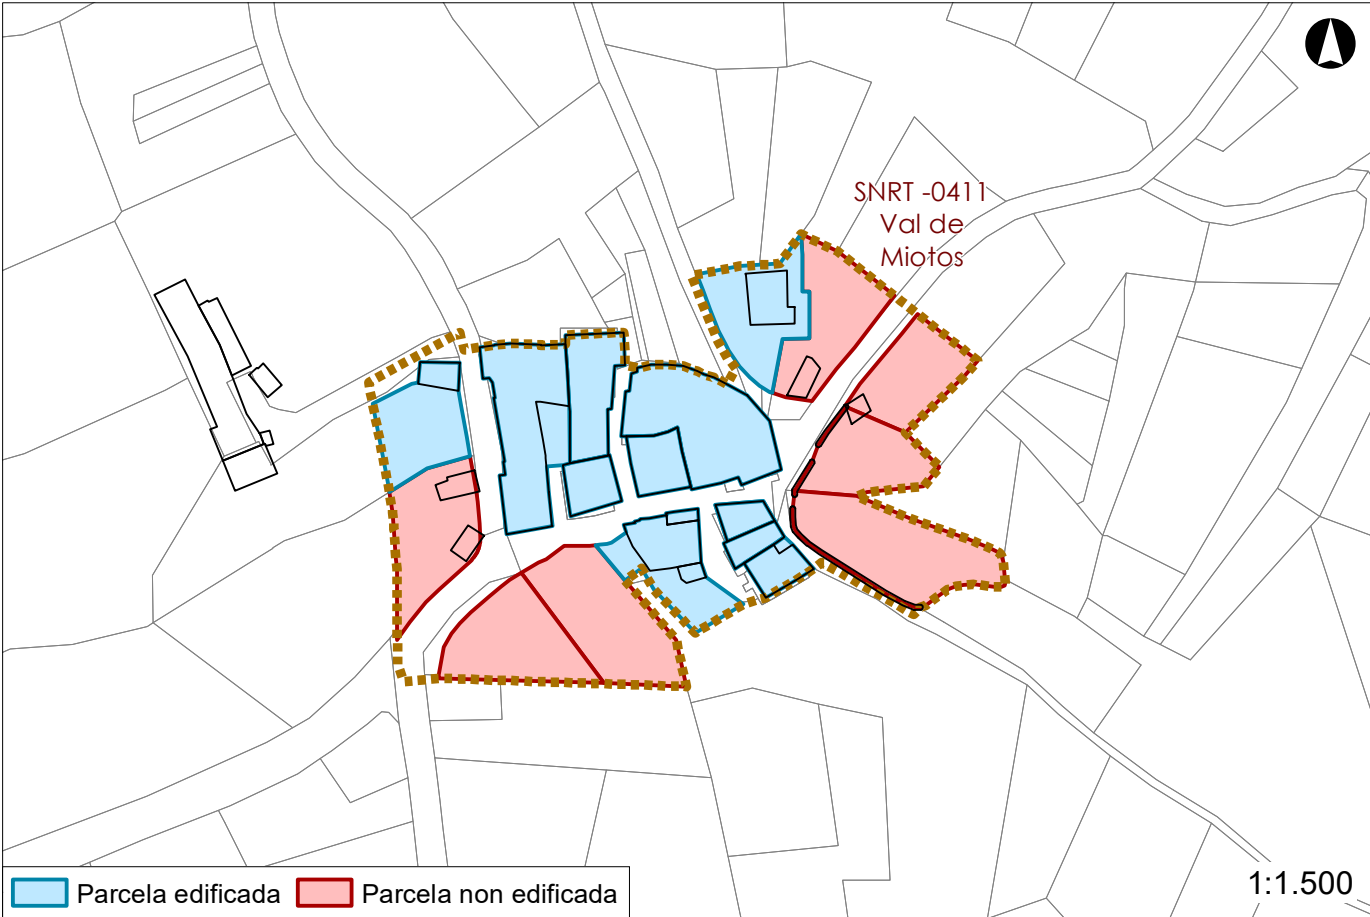 SNRT -0411
Val de
Miotos
Parcela edificada
Parcela non edificada
1:1.500